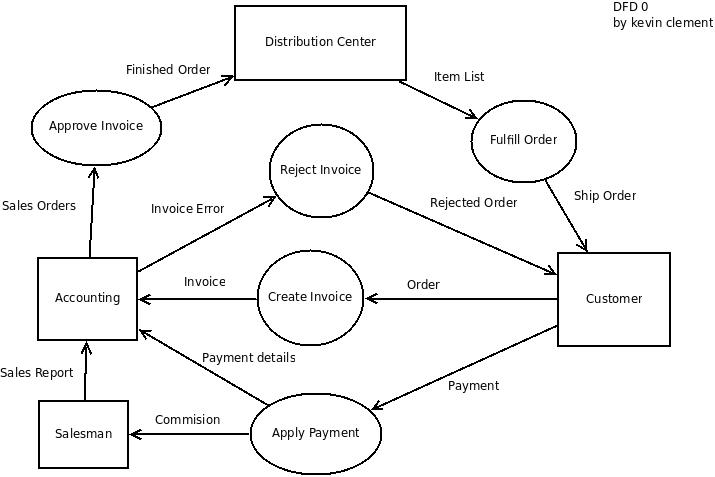 DFD 0
by kevin clement
Distribution Center
Finished Order
Item List
Approve Invoice
Fulfill Order
Reject Invoice
Sales Orders
Invoice Error
Rejected Order
Ship Order
Invoice
Order
Accounting
Create Invoice
Customer
Payment details
Sales Report
Payment
Commision
Salesman
Apply Payment